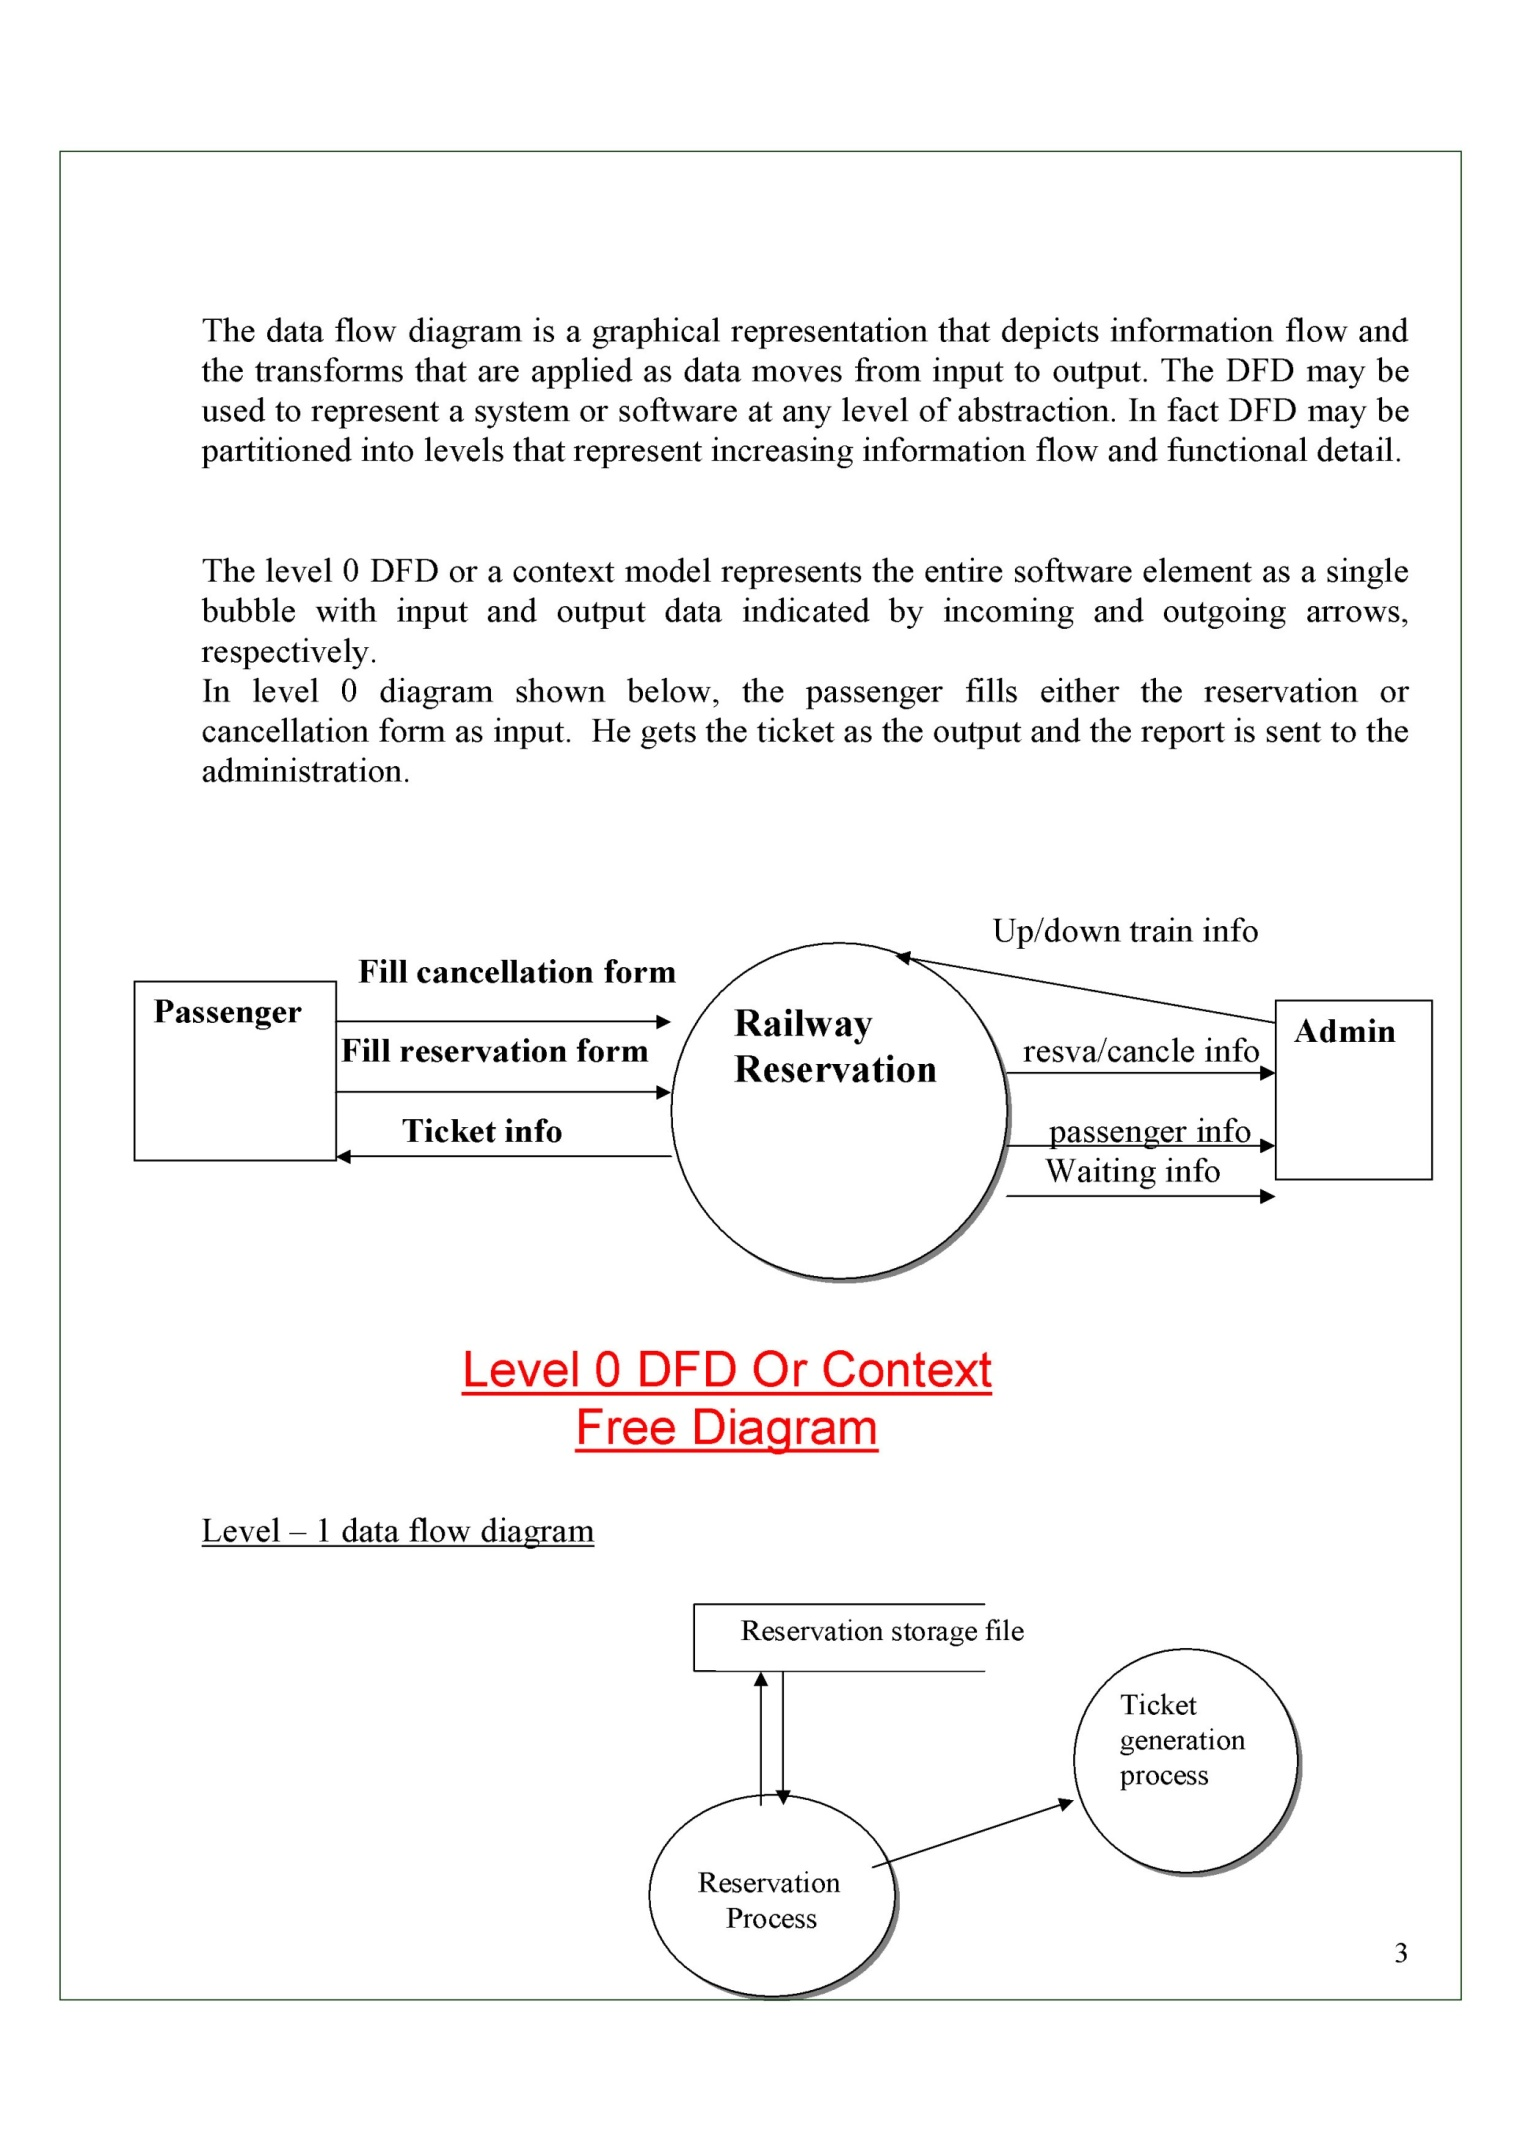 The data flow diagram is a graphical representation that depicts information flow and
the transforms that are applied as data moves from input to output. The DFD may be
used to represent a system or software at any level of abstraction. In fact DFD may be
partitioned into levels that represent increasing information flow and functional detail.
The level 0 DFD or a context model represents the entire software element as a single
bubble with input and output data indicated by incoming and outgoing arrows,
respectively.
In level 0 diagram shown below, the passenger fills either the reservation or
cancellation form as input.  He gets the ticket as the output and the report is sent to the
administration.
Up/down train info
Fill cancellation form
Passenger
Railway
Reservation
Admin
Fill reservation form
resva/cancle info
Ticket info
passenger info
Waiting info
Level 0 DFD Or Context
Free Diagram
Level – 1 data flow diagram
Reservation storage file
Ticket
generation
process
Reservation
Process
3